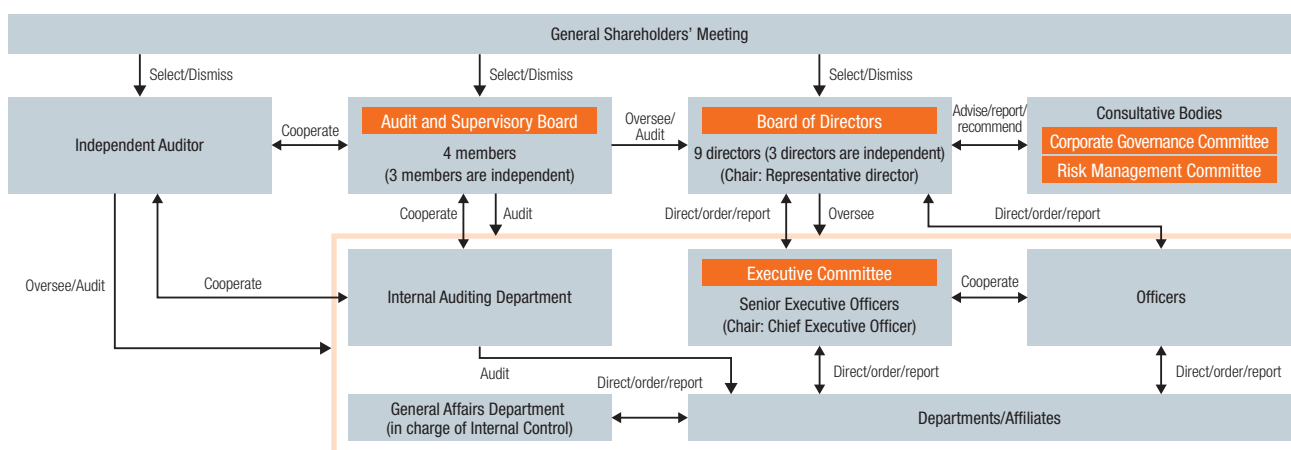 General Shareholders' Meeting
Select/Dismiss
Select/Dismiss
Select/Dismiss
Independent Auditor
Cooperate
Audit and Supervisory Board
4 members
(3 members are independent)
Oversee/
Audit
Board of Directors
9 directors (3 directors are independent)
(Chair: Representative director)
Advise/report/
recommend
Consultative Bodies
Corporate Governance Committee
Risk Management Committee
Cooperate
Audit
Direct/order/report
Oversee
Direct/order/report
Oversee/Audit
Cooperate
Internal Auditing Department
Executive Committee
Senior Executive Officers
(Chair: Chief Executive Officer)
Cooperate
Officers
Audit
Direct/order/report
Direct/order/report
Direct/order/report
General Affairs Department
(in charge of Internal Control)
Departments/Affiliates